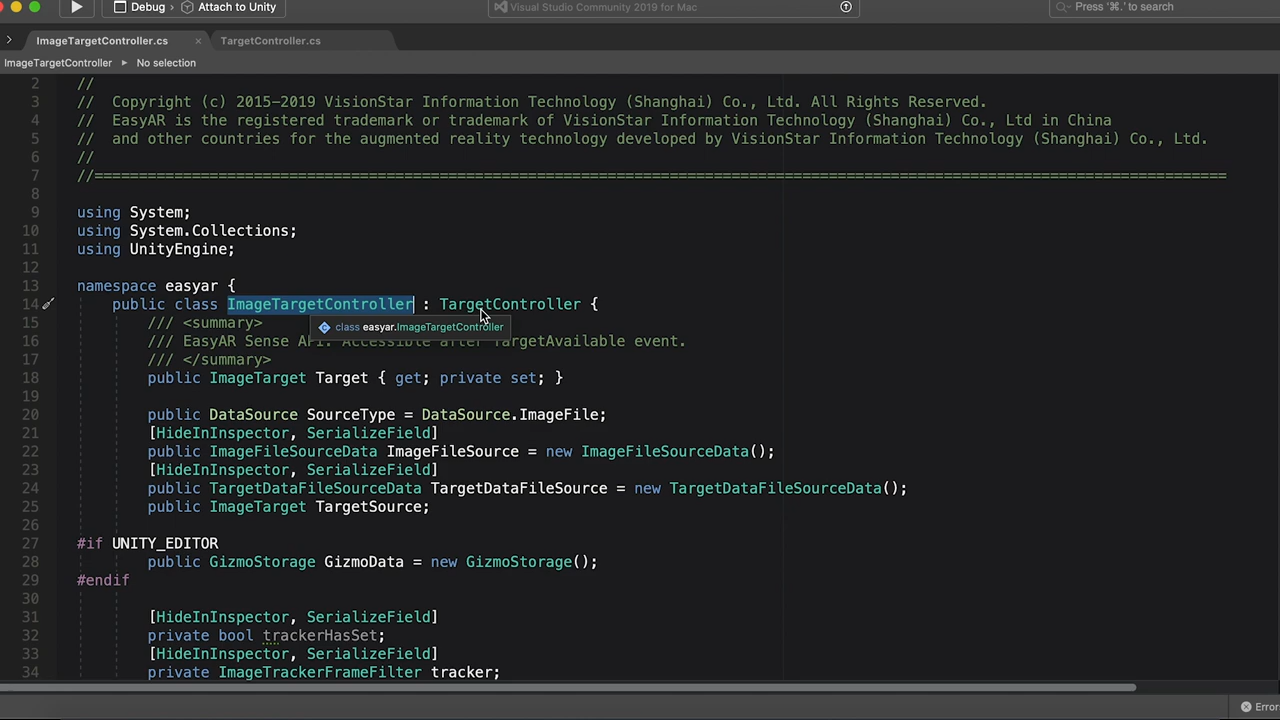 Debug › Attach to Unity
Visual Studio Community 2019 for Mac
Press '⌘.' to search
ImageTargetController.cs ×
TargetController.cs
ImageTargetController ▸ No selection
2 //
3 // Copyright (c) 2015-2019 VisionStar Information Technology (Shanghai) Co., Ltd. All Rights Reserved.
4 // EasyAR is the registered trademark or trademark of VisionStar Information Technology (Shanghai) Co., Ltd in China
5 // and other countries for the augmented reality technology developed by VisionStar Information Technology (Shanghai) Co., Ltd.
6 //
7 //================================================================================================================================
8
9 using System;
10 using System.Collections;
11 using UnityEngine;
12
13 namespace easyar {
14 public class ImageTargetController : TargetController {
15 /// <summary>
class easyar.ImageTargetController
16 /// EasyAR Sense API. Accessible after TargetAvailable event.
17 /// </summary>
18 public ImageTarget Target { get; private set; }
19
20 public DataSource SourceType = DataSource.ImageFile;
21 [HideInInspector, SerializeField]
22 public ImageFileSourceData ImageFileSource = new ImageFileSourceData();
23 [HideInInspector, SerializeField]
24 public TargetDataFileSourceData TargetDataFileSource = new TargetDataFileSourceData();
25 public ImageTarget TargetSource;
26
27 #if UNITY_EDITOR
28 public GizmoStorage GizmoData = new GizmoStorage();
29 #endif
30
31 [HideInInspector, SerializeField]
32 private bool trackerHasSet;
33 [HideInInspector, SerializeField]
34 private ImageTrackerFrameFilter tracker;
Error